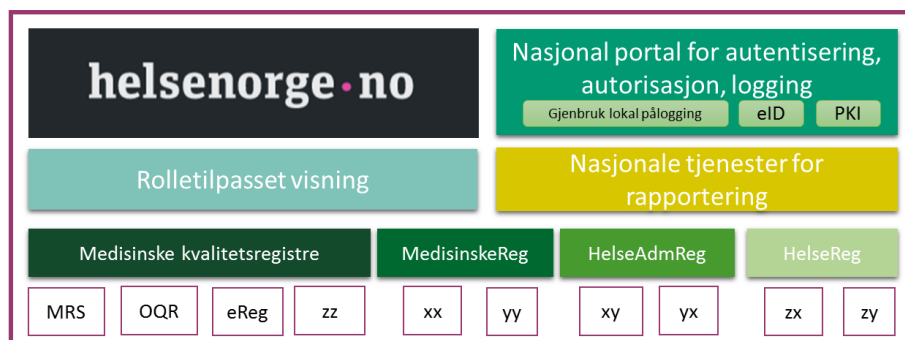 helsenorge•no
Nasjonal portal for autentisering,
autorisasjon, logging
Gjenbruk lokal pålogging
eID
PKI
Rolletilpasset visning
Nasjonale tjenester for
rapportering
Medisinske kvalitetsregistre
MedisinskeReg
HelseAdmReg
HelseReg
MRS
OQR
eReg
zz
xx
yy
xy
yx
zx
zy